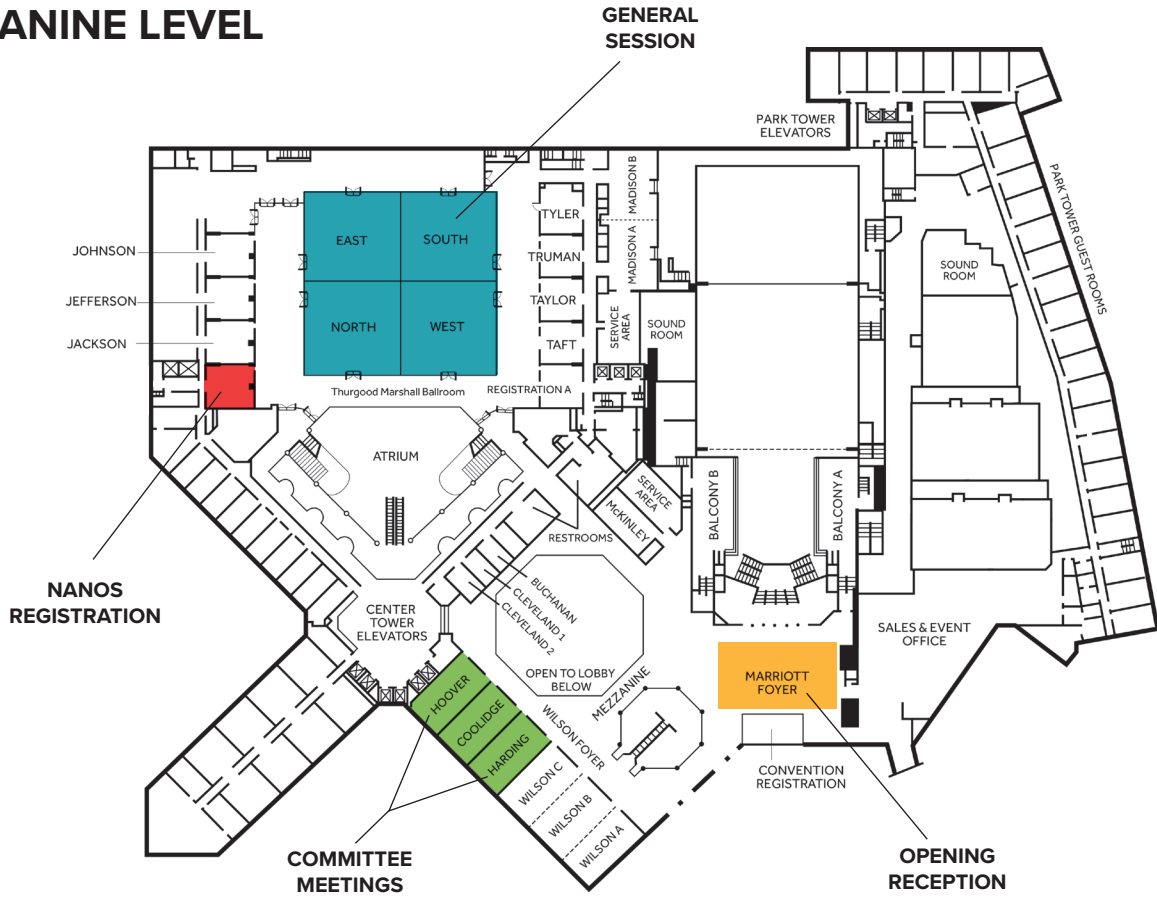 ANINE LEVEL
GENERAL
SESSION
PARK TOWER
ELEVATORS
PARK TOWER GUEST ROOMS
MADISON B
MADISON A
TYLER
TRUMAN
TAYLOR
TAFT
EAST
SOUTH
NORTH
WEST
JOHNSON
JEFFERSON
JACKSON
SERVICE
AREA
SOUND
ROOM
SOUND
ROOM
Thurgood Marshall Ballroom
REGISTRATION A
ATRIUM
SERVICE
AREA
McKINLEY
BALCONY B
BALCONY A
RESTROOMS
NANOS
REGISTRATION
BUCHANAN
CLEVELAND 1
CLEVELAND 2
CENTER
TOWER
ELEVATORS
SALES & EVENT
OFFICE
OPEN TO LOBBY
BELOW
MEZZANINE
MARRIOTT
FOYER
HOOVER
COOLIDGE
HARDING
WILSON FOYER
WILSON C
WILSON B
WILSON A
CONVENTION
REGISTRATION
COMMITTEE
MEETINGS
OPENING
RECEPTION